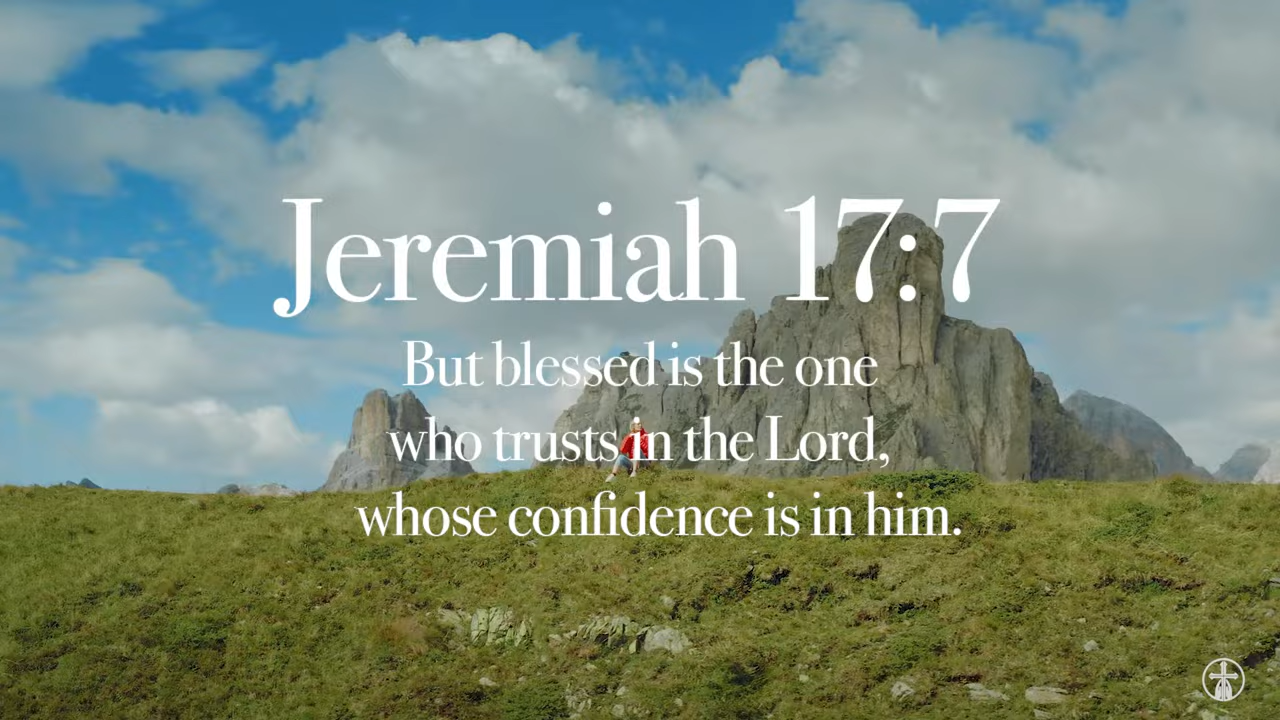 Jeremiah 17:7
But blessed is the one
who trusts in the Lord,
whose confidence is in him.